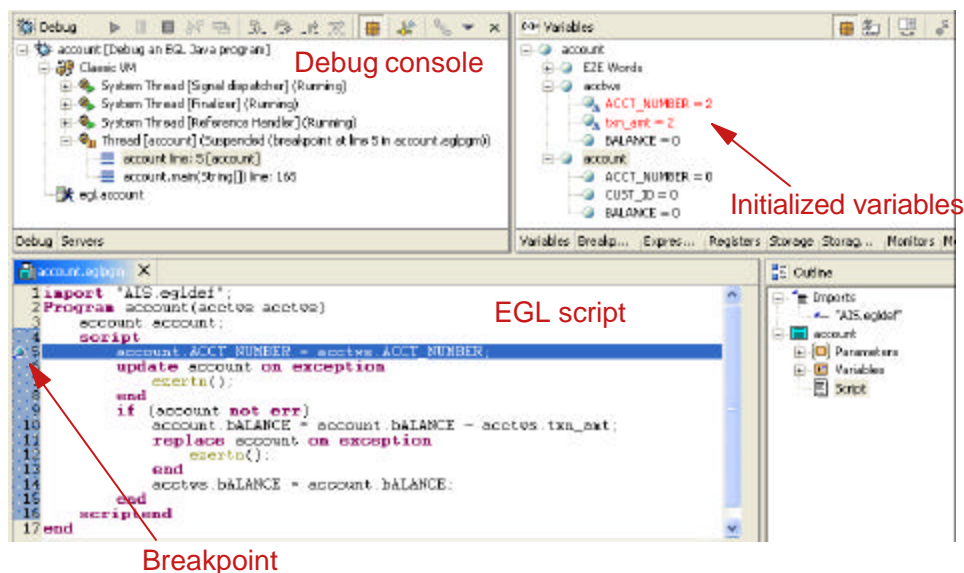 Debug
account [Debug an EGL Java program]
Classic VM
System Thread [Signal dispatcher] (Running)
System Thread [Finalizer] (Running)
System Thread [Reference Handler] (Running)
Thread [account] (Suspended (breakpoint at line 5 in account.eglpgm))
account line: 5 [account]
account.main(String[]) line: 165
egl.account
Debug console
Debug Servers
Variables
account
EZE Words
acctws
ACCT_NUMBER = 2
txn_amt = 2
BALANCE = 0
account
ACCT_NUMBER = 0
CUST_ID = 0
BALANCE = 0
Initialized variables
Variables Breakp... Expres... Registers Storage Storag... Monitors M
account.eglpgm
EGL script
1 import "AIS.egldef";
2 Program account(acctws acctws)
3 account account;
4 script
5 account.ACCT_NUMBER = acctws.ACCT_NUMBER;
6 update account on exception
7 ezertn();
8 end
9 if (account not err)
10 account.bALANCE = account.bALANCE - acctws.txn_amt;
11 replace account on exception
12 ezertn();
13 end
14 acctws.bALANCE = account.bALANCE;
15 end
16 scriptend
17 end
Outline
Imports
"AIS.egldef"
account
Parameters
Variables
Script
Breakpoint